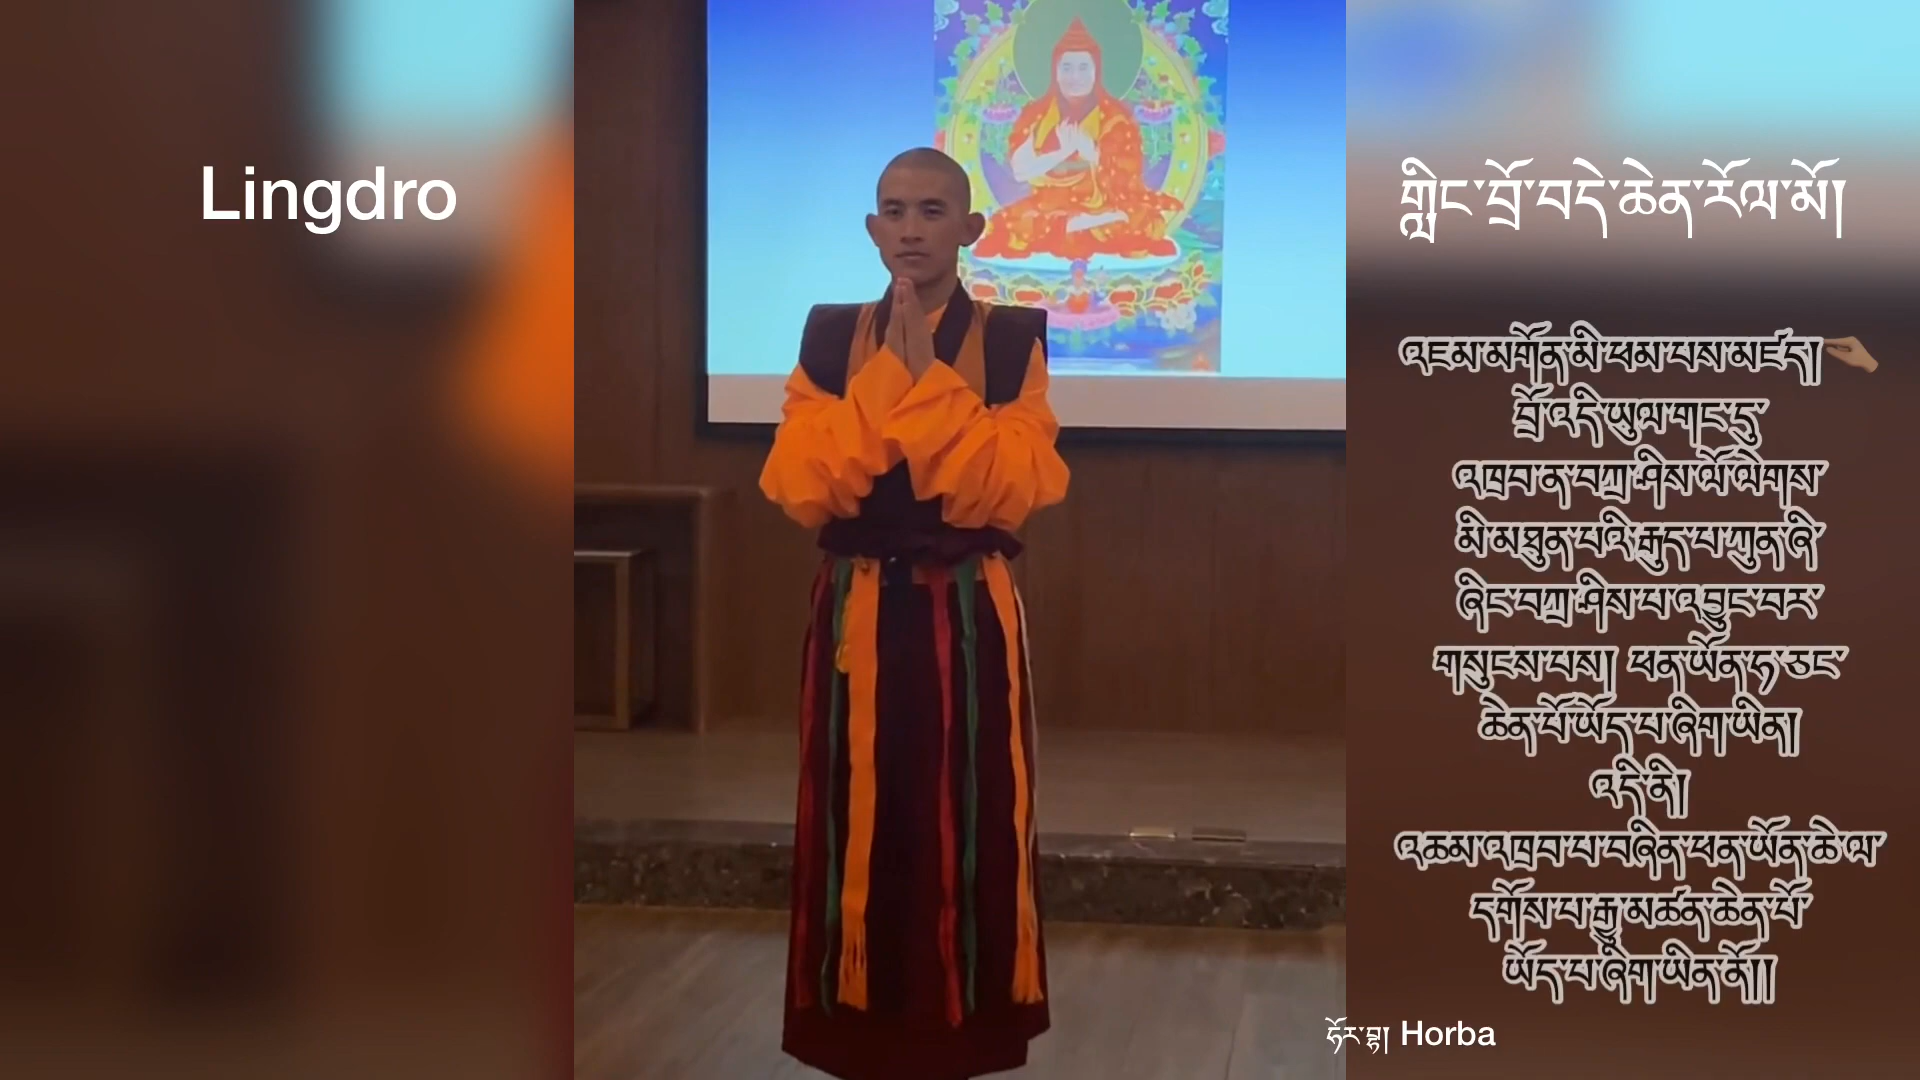 Lingdro
གླིང་བྲོ་བདེ་ཆེན་རོལ་མོ།
འཇམ་མགོན་མི་ཕམ་པས་མཛད།
བྲོ་འདི་ཡུལ་གང་དུ་
འཁྲབ་ན་བཀྲ་ཤིས་ལོ་ལེགས་
མི་མཐུན་པའི་རྒུད་པ་ཀུན་ཞི་
ཞིང་བཀྲ་ཤིས་པ་འབྱུང་བར་
གསུངས་པས། ཕན་ཡོན་ཧ་ཅང་
ཆེན་པོ་ཡོད་པ་ཞིག་ཡིན།
འདི་ནི།
འཆམ་འཁྲབ་པ་བཞིན་ཕན་ཡོན་ཆེ་ལ་
དགོས་པ་རྒྱུ་མཚན་ཆེན་པོ་
ཡོད་པ་ཞིག་ཡིན་ནོ།།
Horba